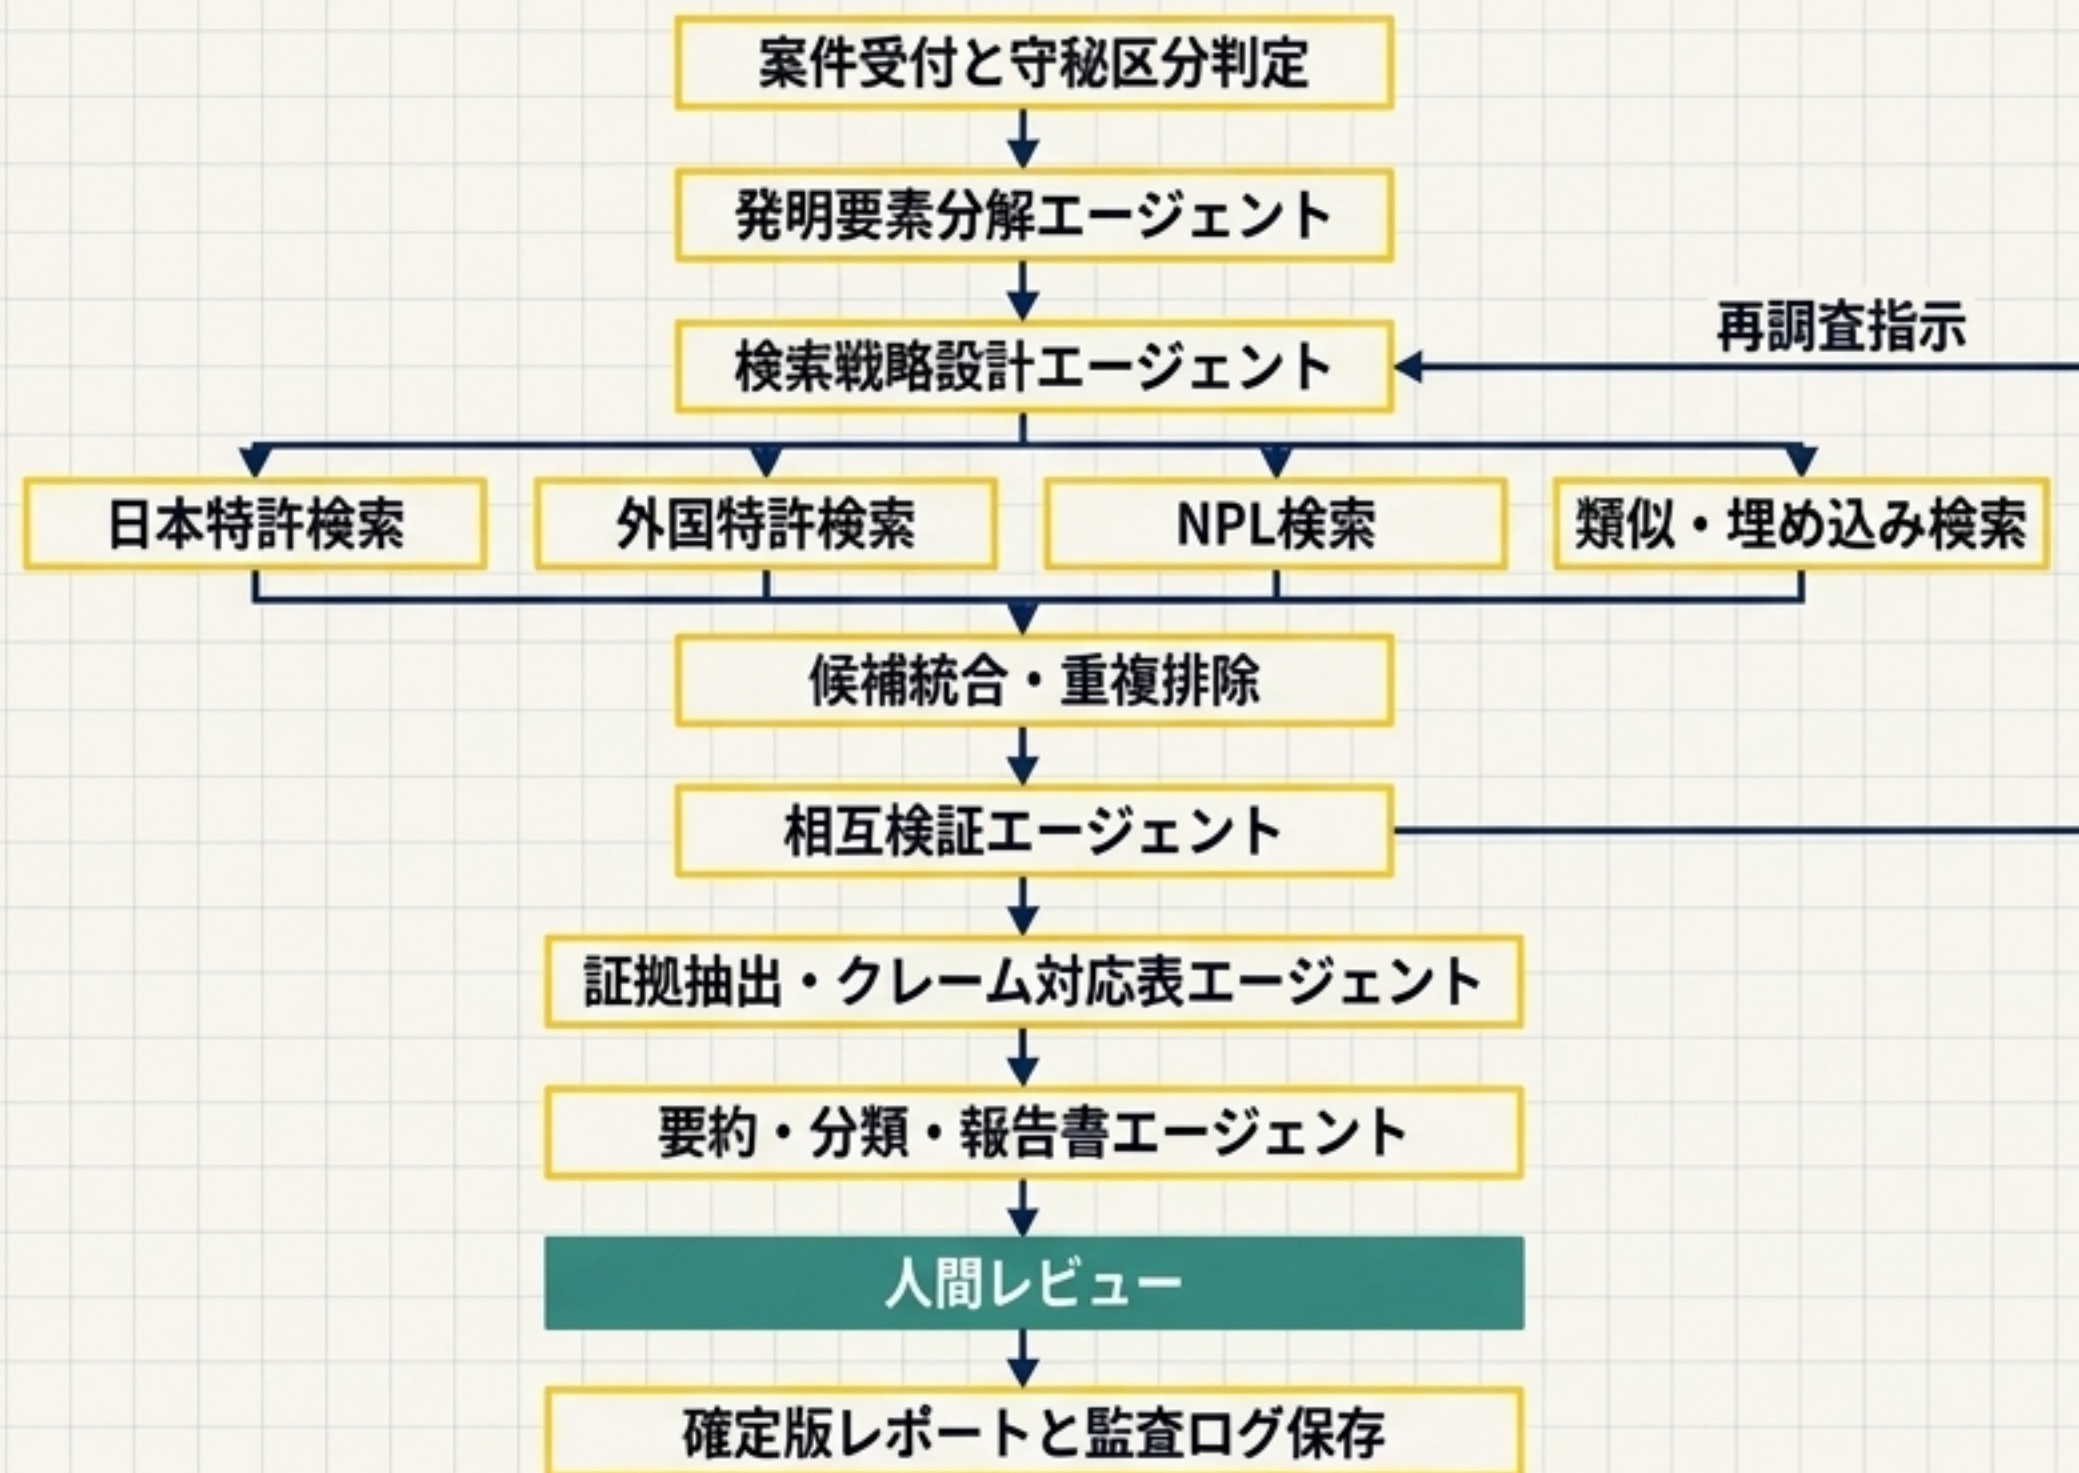 案件受付と守秘区分判定
発明要素分解エージェント
再調査指示
検索戦略設計エージェント
日本特許検索
外国特許検索
NPL検索
類似・埋め込み検索
候補統合・重複排除
相互検証エージェント
証拠抽出・クレーム対応表エージェント
要約・分類・報告書エージェント
人間レビュー
確定版レポートと監査ログ保存